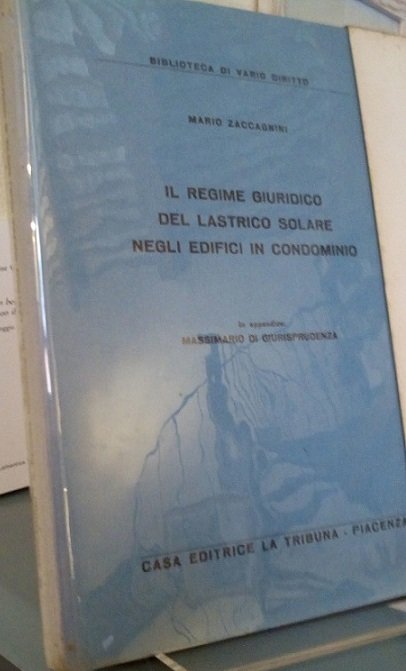 BIBLIOTECA DI VARIO DIRITTO
MARIO ZACCAGNINI
IL REGIME GIURIDICO
DEL LASTRICO SOLARE
NEGLI EDIFICI IN CONDOMINIO
in appendice:
MASSIMARIO DI GIURISPRUDENZA
CASA EDITRICE LA TRIBUNA - PIACENZA